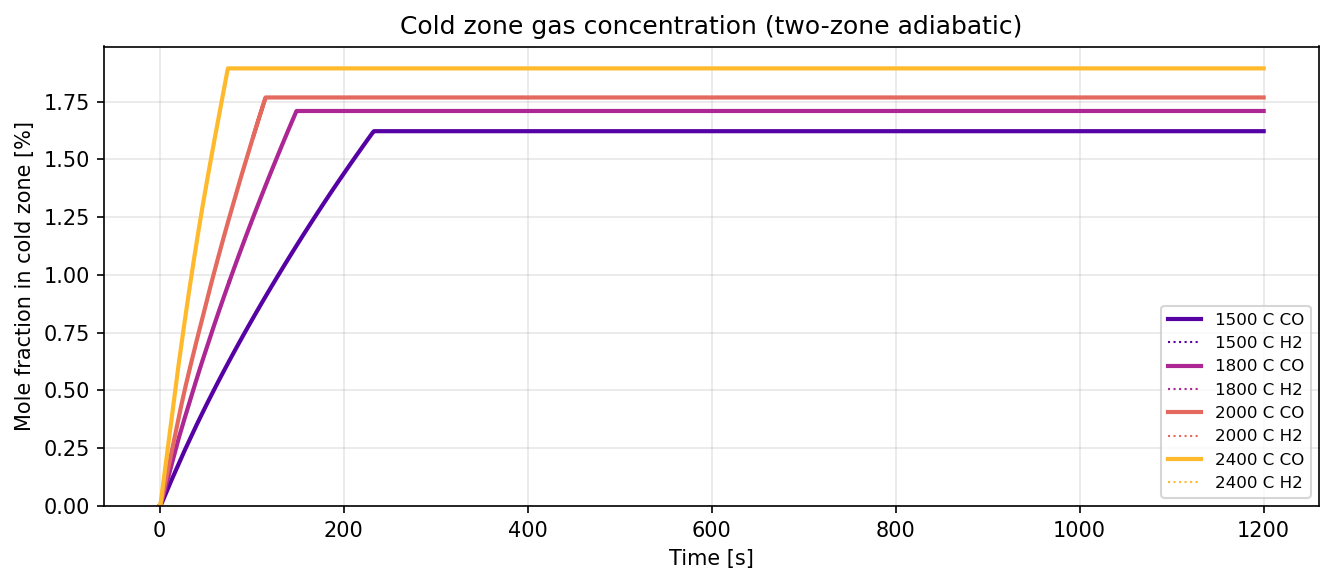 Cold zone gas concentration (two-zone adiabatic)
Mole fraction in cold zone [%]
1.75
1.50
1.25
1.00
0.75
0.50
0.25
0.00
0 200 400 600 800 1000 1200
Time [s]
1500 C CO
1500 C H2
1800 C CO
1800 C H2
2000 C CO
2000 C H2
2400 C CO
2400 C H2